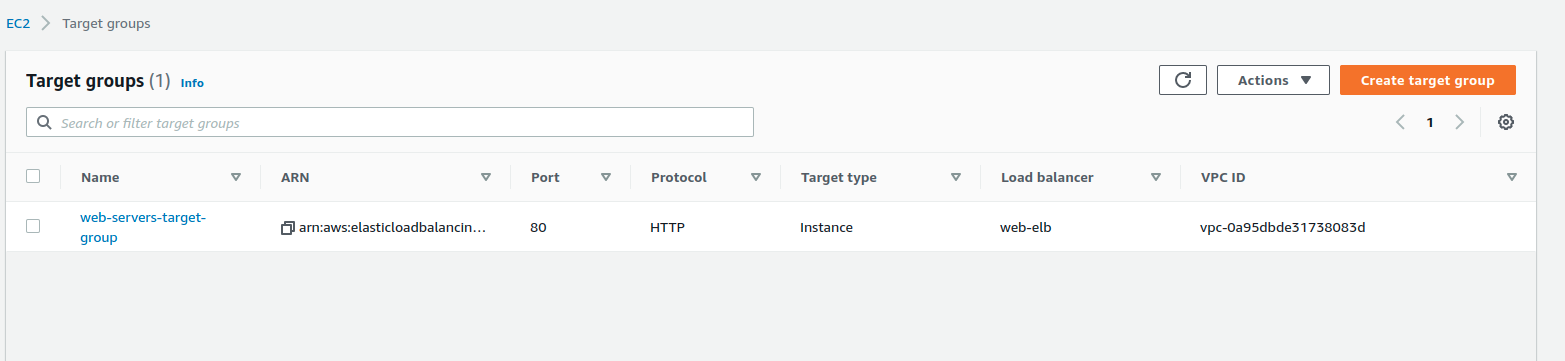 EC2 Target groups
Target groups (1) Info
Actions
Create target group
Search or filter target groups
1
Name ARN Port Protocol Target type Load balancer VPC ID
web-servers-target-
group
arn:aws:elasticloadbalancin… 80 HTTP Instance web-elb vpc-0a95dbde31738083d